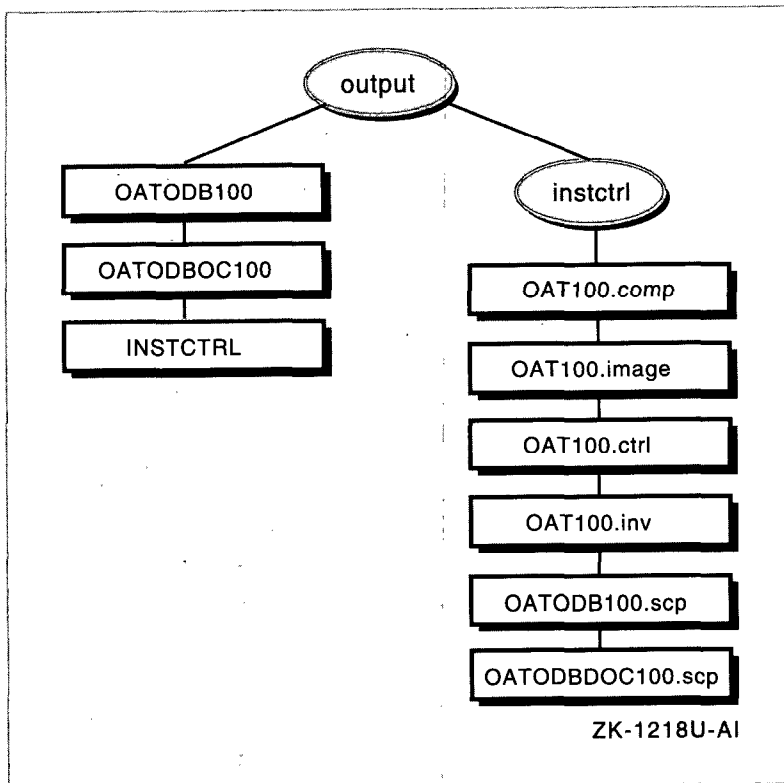 output
OATODB100
OATODBOC100
INSTCTRL
instctrl
OAT100.comp
OAT100.image
OAT100.ctrl
OAT100.inv
OATODB100.scp
OATODBDOC100.scp
ZK-1218U-AI